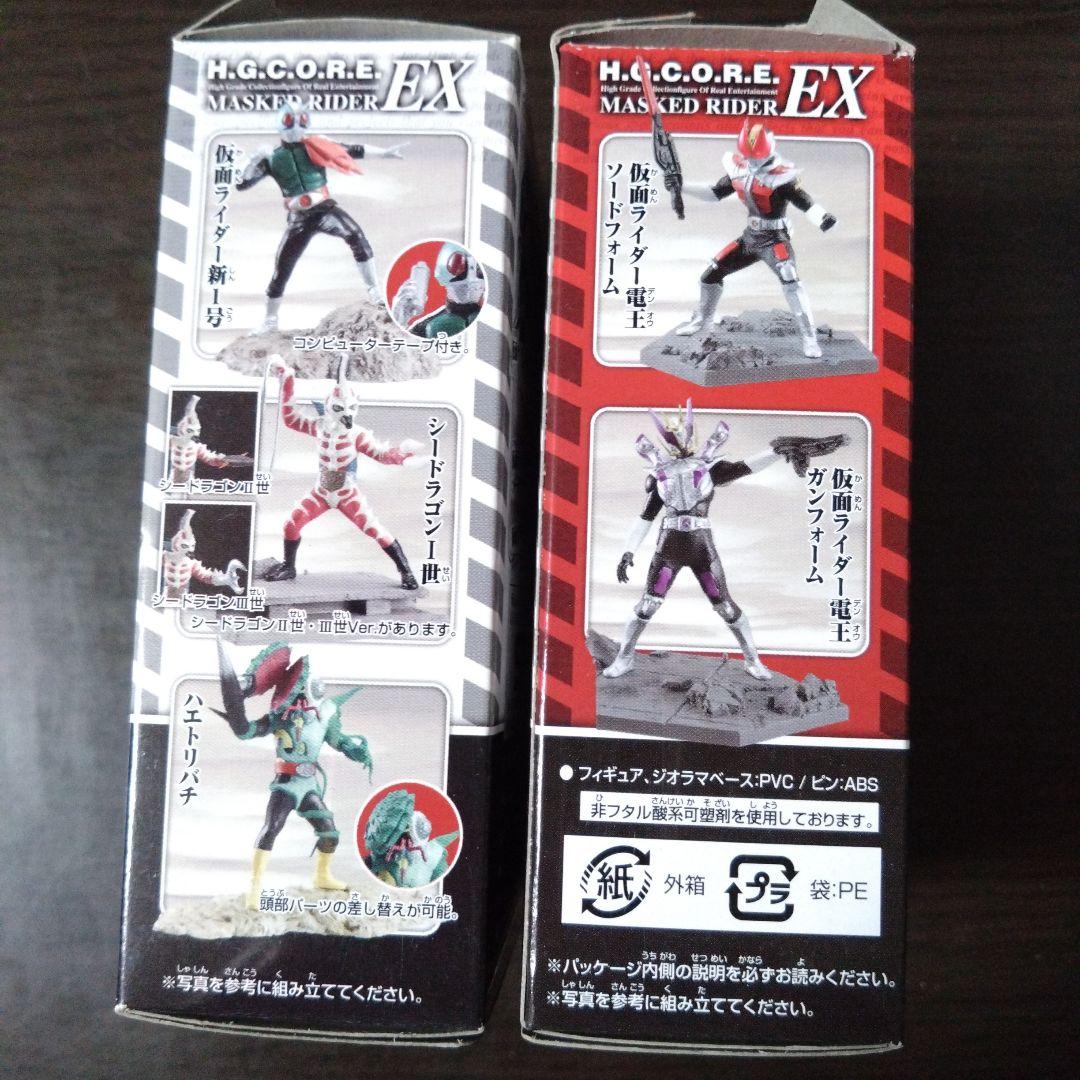 H.G.C.O.R.E.
High Grade Collectionfigure Of Real Entertainment
MASKED RIDER EX
仮面ライダー新1号
コンピューターテープ付き。
シードラゴンⅠ世
シードラゴンⅡ世
シードラゴンⅢ世
シードラゴンⅡ世・Ⅲ世Ver.があります。
ハエトリバチ
頭部パーツの差し替えが可能。
※写真を参考に組み立ててください。
H.G.C.O.R.E.
High Grade Collectionfigure Of Real Entertainment
MASKED RIDER EX
仮面ライダー電王
ソードフォーム
仮面ライダー電王
ガンフォーム
●フィギュア、ジオラマベース:PVC / ピン:ABS
非フタル酸系可塑剤を使用しております。
紙 外箱 プラ 袋:PE
※パッケージ内側の説明を必ずお読みください。
※写真を参考に組み立ててください。